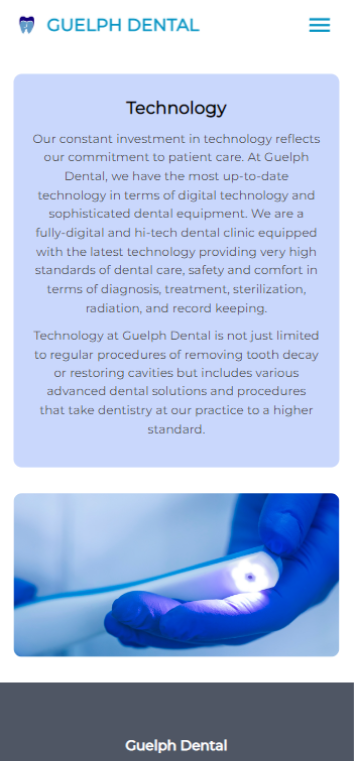 GUELPH DENTAL
Technology
Our constant investment in technology reflects
our commitment to patient care. At Guelph
Dental, we have the most up-to-date
technology in terms of digital technology and
sophisticated dental equipment. We are a
fully-digital and hi-tech dental clinic equipped
with the latest technology providing very high
standards of dental care, safety and comfort in
terms of diagnosis, treatment, sterilization,
radiation, and record keeping.
Technology at Guelph Dental is not just limited
to regular procedures of removing tooth decay
or restoring cavities but includes various
advanced dental solutions and procedures
that take dentistry at our practice to a higher
standard.
Guelph Dental